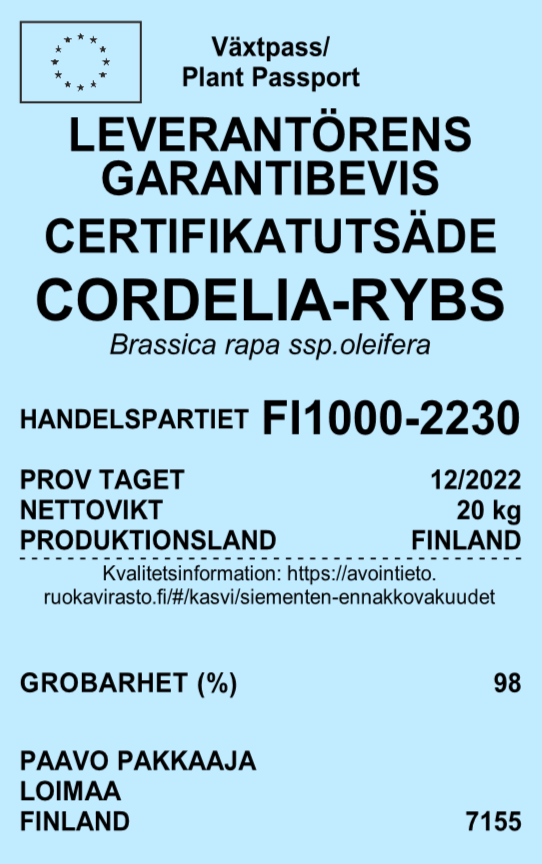 Växtpass/
Plant Passport
LEVERANTÖRENS
GARANTIBEVIS
CERTIFIKATUTSÄDE
CORDELIA-RYBS
Brassica rapa ssp.oleifera
HANDELSPARTIET FI1000-2230
PROV TAGET 12/2022
NETTOVIKT 20 kg
PRODUKTIONSLAND FINLAND
Kvalitetsinformation: https://avointieto.
ruokavirasto.fi/#/kasvi/siementen-ennakkovakuudet
GROBARHET (%) 98
PAAVO PAKKAAJA
LOIMAA
FINLAND 7155